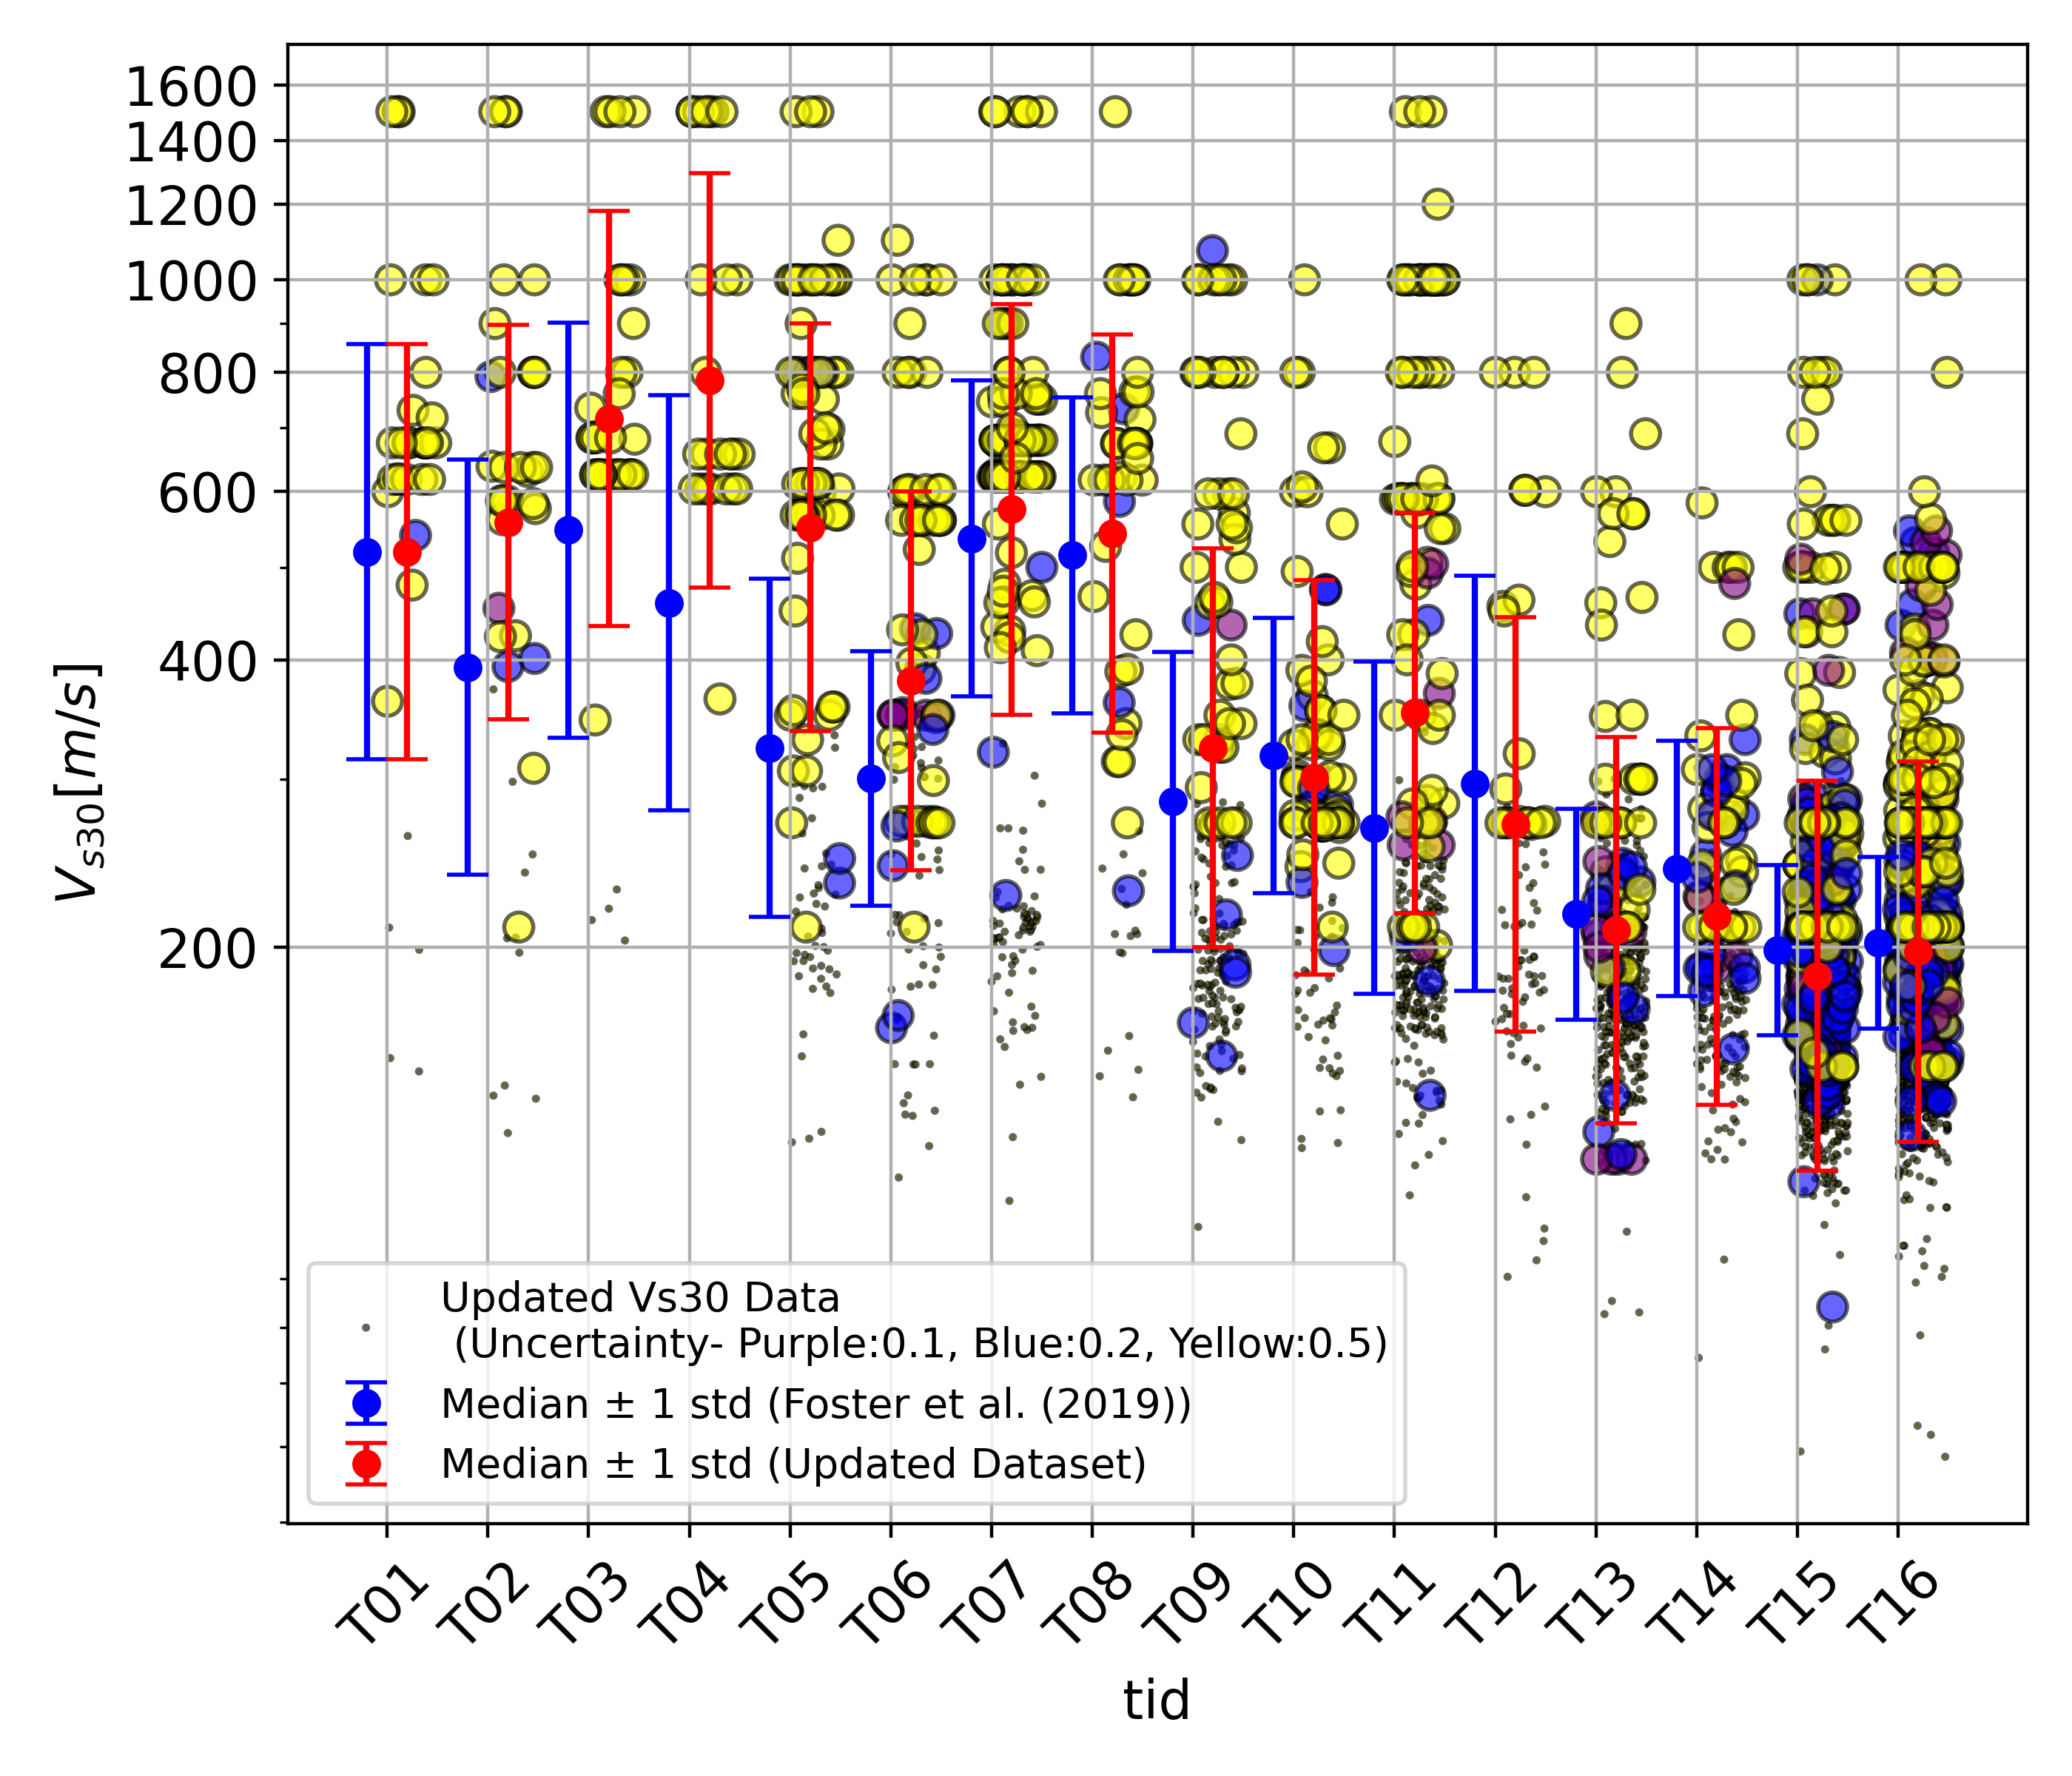 1600
1400
1200
1000
800
600
400
200
Vs30[m/s]
Updated Vs30 Data
(Uncertainty- Purple:0.1, Blue:0.2, Yellow:0.5)
Median ± 1 std (Foster et al. (2019))
Median ± 1 std (Updated Dataset)
T01 T02 T03 T04 T05 T06 T07 T08 T09 T10 T11 T12 T13 T14 T15 T16
tid